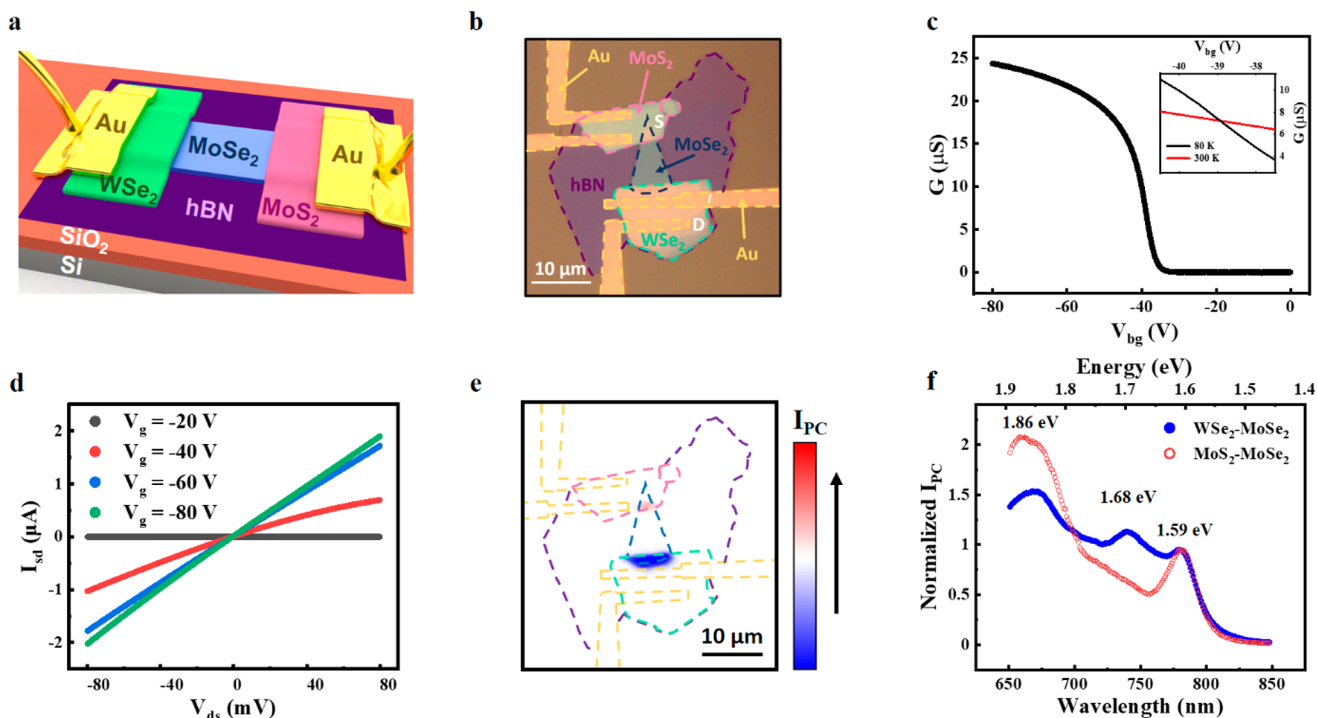 a
Au
WSe2
MoSe2
hBN
MoS2
Au
SiO2
Si
b
Au
MoS2
S
MoSe2
hBN
D
WSe2
Au
10 μm
c
Vbg (V)
-40 -39 -38
10
8
6
4
G (μS)
80 K
300 K
25
20
15
10
5
0
G (μS)
-80 -60 -40 -20 0
Vbg (V)
d
Vg = -20 V
Vg = -40 V
Vg = -60 V
Vg = -80 V
2
1
0
-1
-2
Isd (μA)
-80 -40 0 40 80
Vds (mV)
e
IPC
10 μm
f
Energy (eV)
1.9 1.8 1.7 1.6 1.5 1.4
1.86 eV
WSe2-MoSe2
MoS2-MoSe2
1.68 eV
1.59 eV
2
1.5
1
0.5
0
Normalized IPC
650 700 750 800 850
Wavelength (nm)